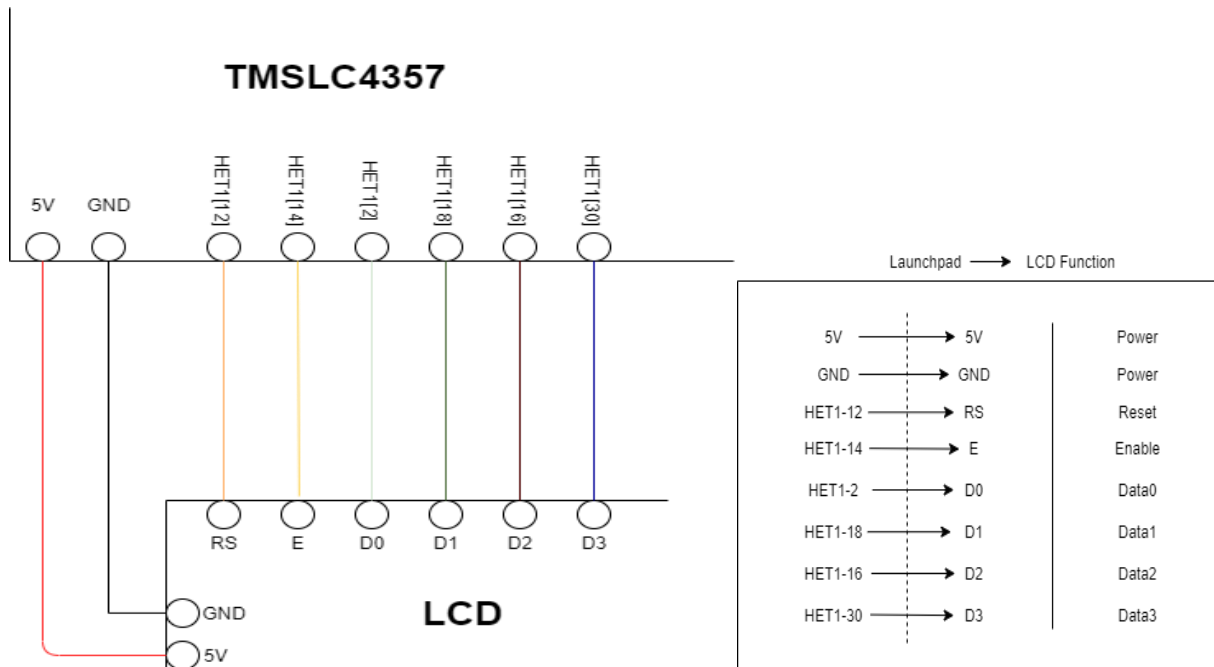 TMSLC4357
5V
GND
HET1[12]
HET1[14]
HET1[2]
HET1[18]
HET1[16]
HET1[30]
RS
E
D0
D1
D2
D3
GND
LCD
5V
Launchpad LCD Function
5V 5V Power
GND GND Power
HET1-12 RS Reset
HET1-14 E Enable
HET1-2 D0 Data0
HET1-18 D1 Data1
HET1-16 D2 Data2
HET1-30 D3 Data3